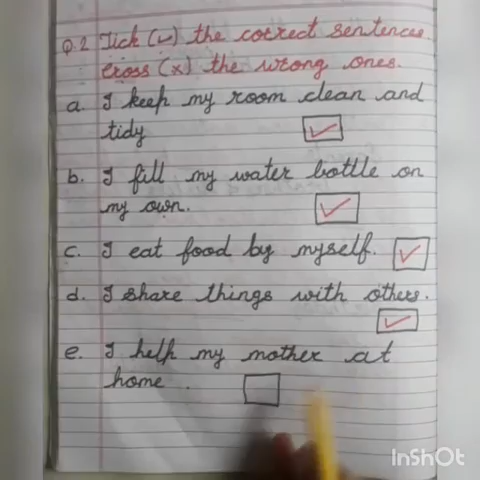 Q.2 Tick (✓) the correct sentences
cross (x) the wrong ones.
a. I keep my room clean and
tidy ✓
b. I fill my water bottle on
my own. ✓
c. I eat food by myself. ✓
d. I share things with others.
✓
e. I help my mother at
home.
InShOt